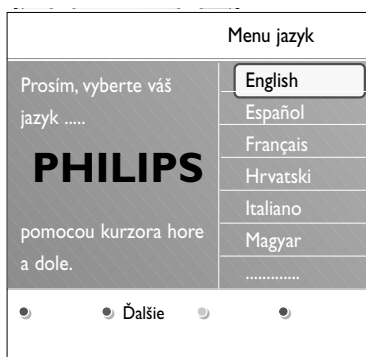 Menu jazyk
Prosím, vyberte váš
jazyk .....
PHILIPS
pomocou kurzora hore
a dole.
English
Español
Français
Hrvatski
Italiano
Magyar
.............
Ďalšie